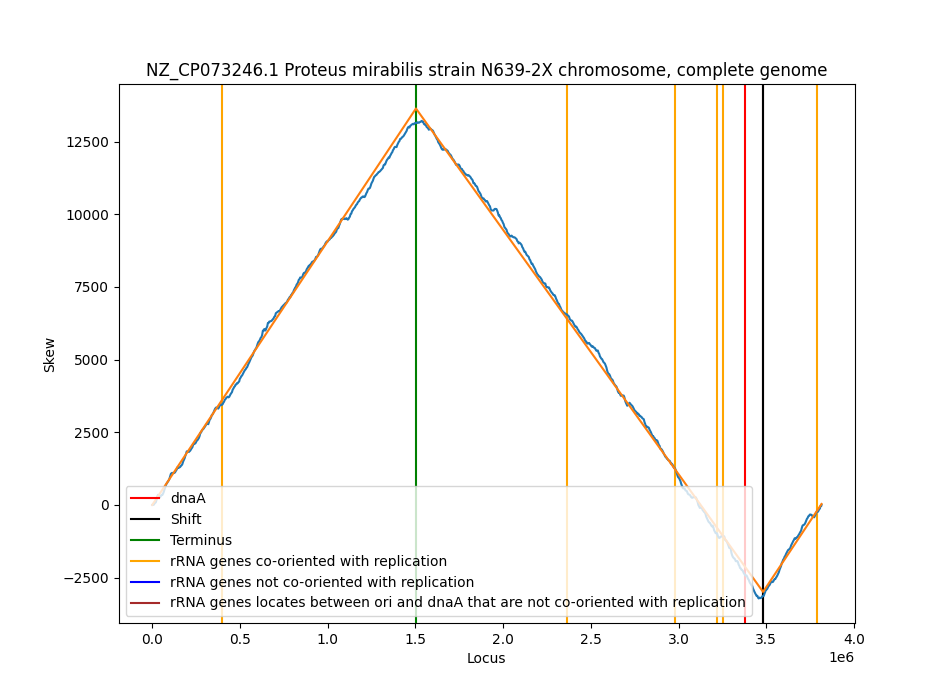 NZ_CP073246.1 Proteus mirabilis strain N639-2X chromosome, complete genome
Skew
12500
10000
7500
5000
2500
0
−2500
dnaA
Shift
Terminus
rRNA genes co-oriented with replication
rRNA genes not co-oriented with replication
rRNA genes locates between ori and dnaA that are not co-oriented with replication
0.0 0.5 1.0 1.5 2.0 2.5 3.0 3.5 4.0
1e6
Locus